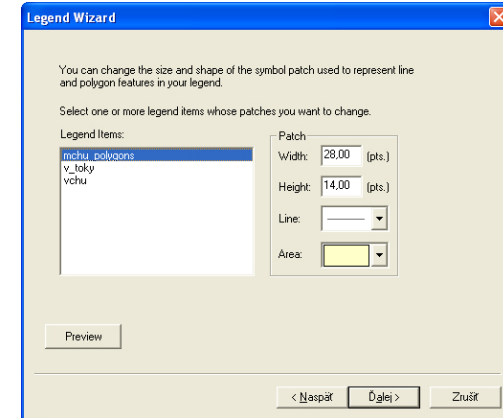 Legend Wizard
You can change the size and shape of the symbol patch used to represent line
and polygon features in your legend.
Select one or more legend items whose patches you want to change.
Legend Items:
mchu_polygons
v_toky
vchu
Patch
Width: 28,00 (pts.)
Height: 14,00 (pts.)
Line:
Area:
Preview
< Naspäť
Ďalej >
Zrušiť